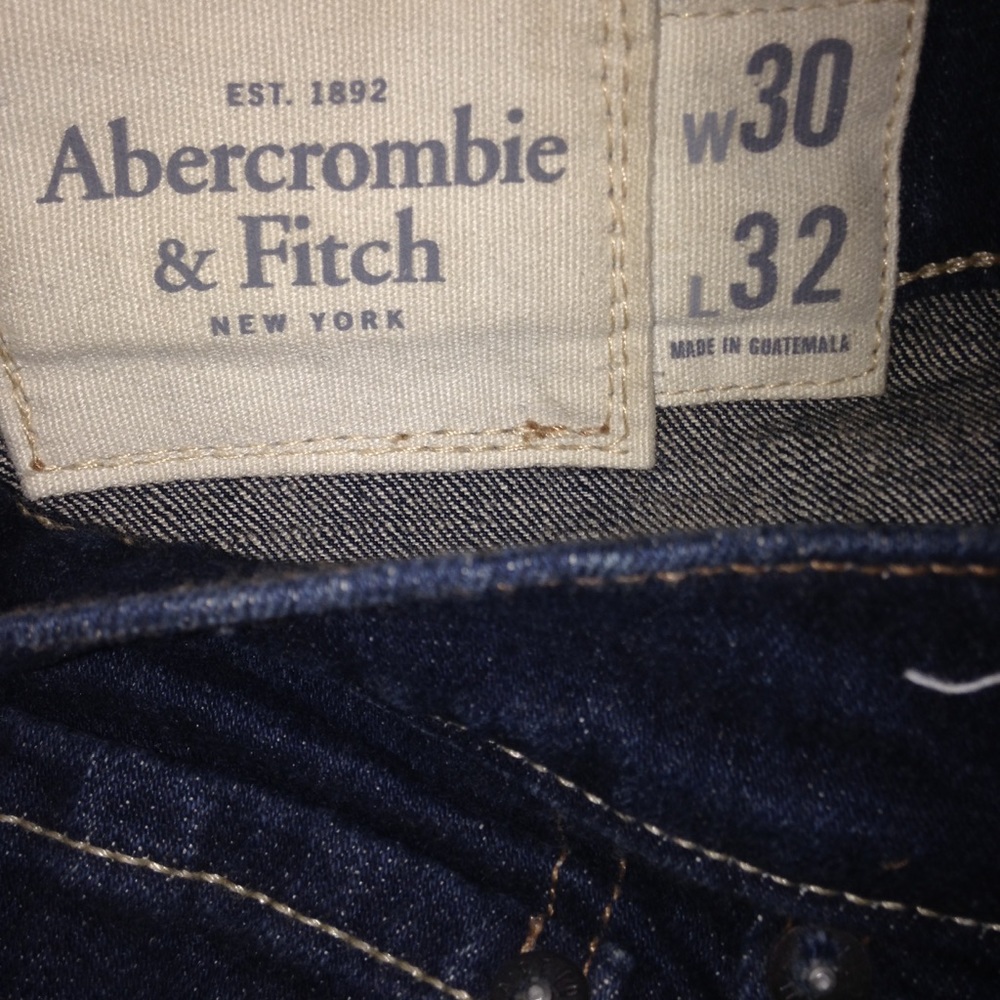 EST. 1892
Abercrombie
& Fitch
NEW YORK
W30
L32
MADE IN GUATEMALA